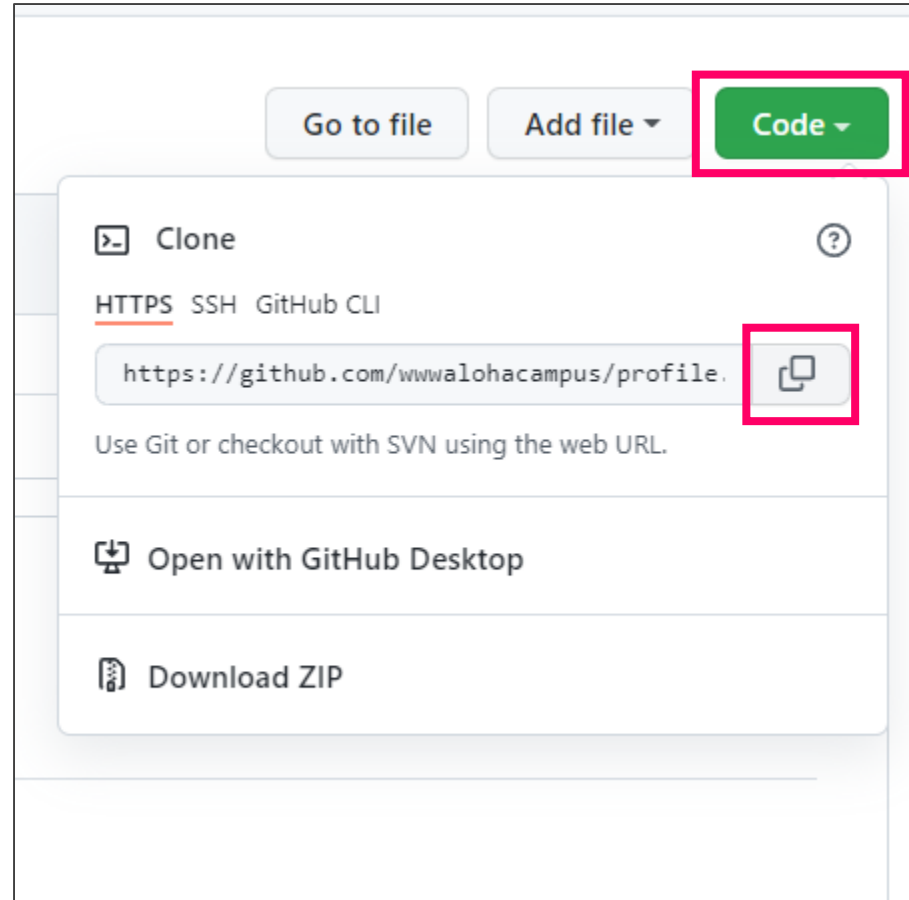 Go to file Add file Code
Clone
HTTPS SSH GitHub CLI
https://github.com/wwwalohacampus/profile.
Use Git or checkout with SVN using the web URL.
Open with GitHub Desktop
Download ZIP